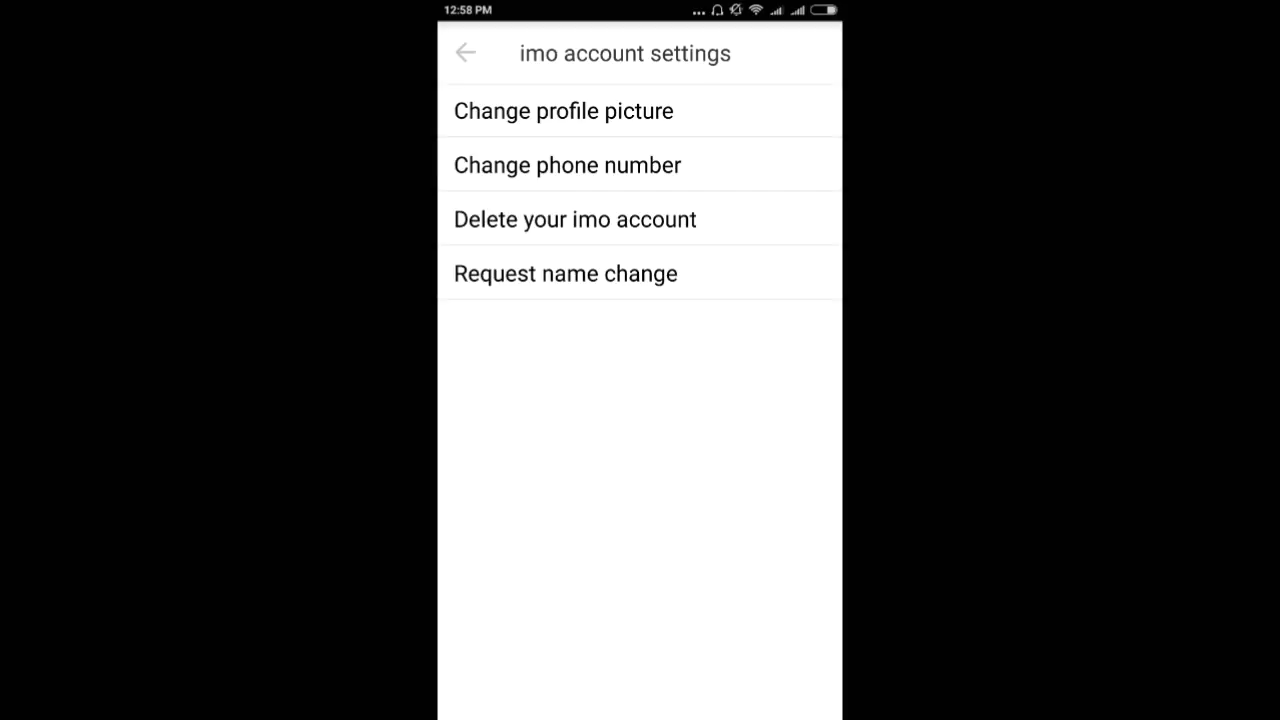 12:58 PM
imo account settings
Change profile picture
Change phone number
Delete your imo account
Request name change